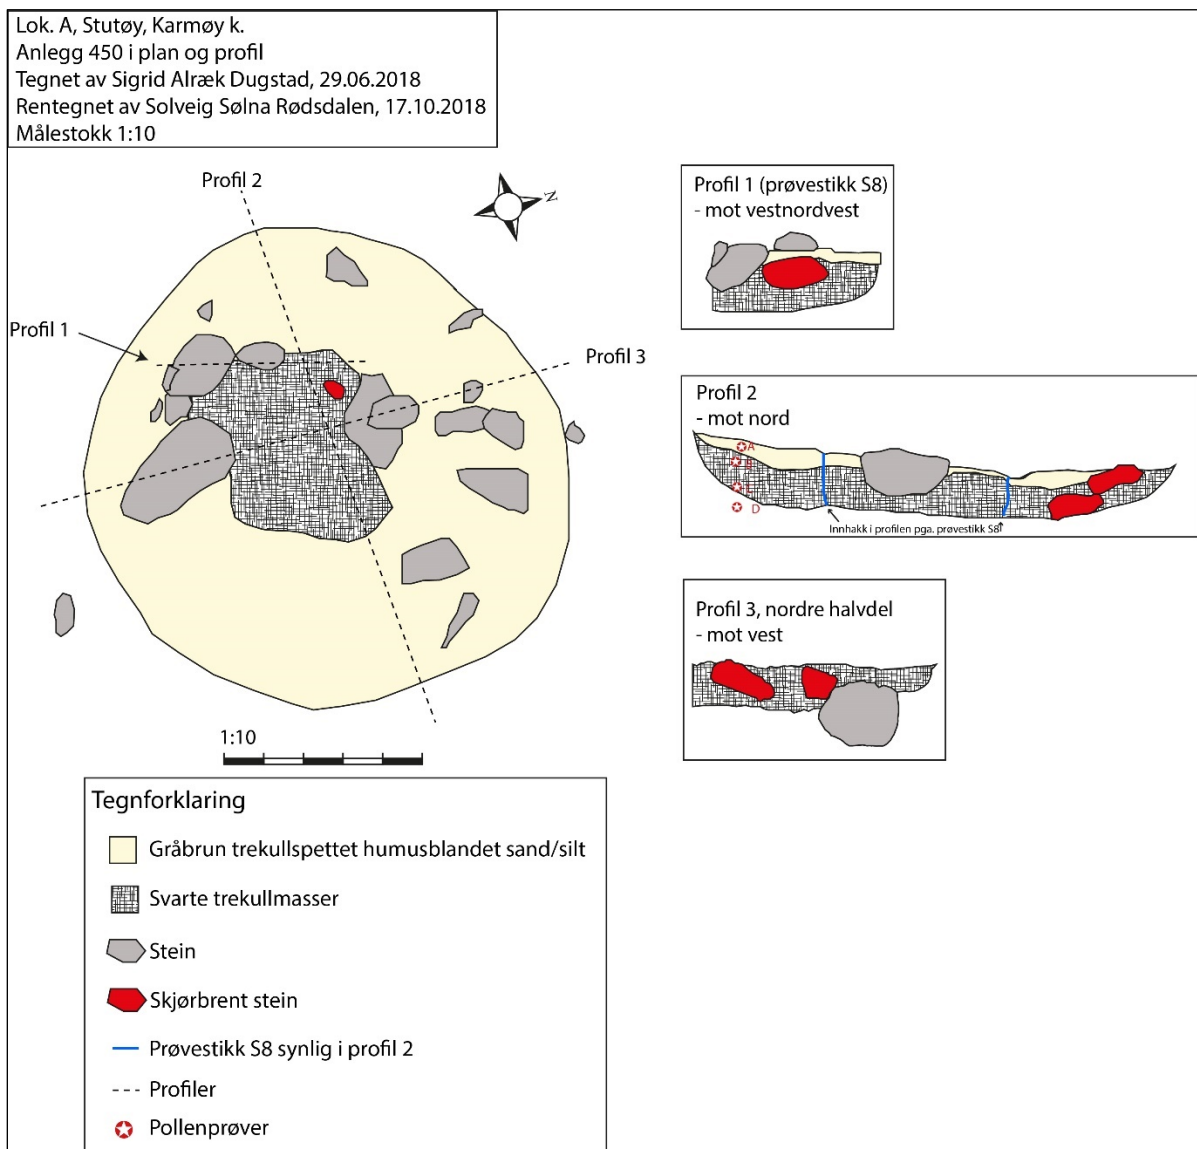 Lok. A, Stutøy, Karmøy k.
Anlegg 450 i plan og profil
Tegnet av Sigrid Alræk Dugstad, 29.06.2018
Rentegnet av Solveig Sølna Rødsdalen, 17.10.2018
Målestokk 1:10
Profil 2
N
Profil 1
Profil 3
1:10
Profil 1 (prøvestikk S8)
- mot vestnordvest
Profil 2
- mot nord
A
B
C
D
Innhakk i profilen pga. prøvestikk S8
Profil 3, nordre halvdel
- mot vest
Tegnforklaring
Gråbrun trekullspettet humusblandet sand/silt
Svarte trekullmasser
Stein
Skjørbrent stein
Prøvestikk S8 synlig i profil 2
Profiler
Pollenprøver